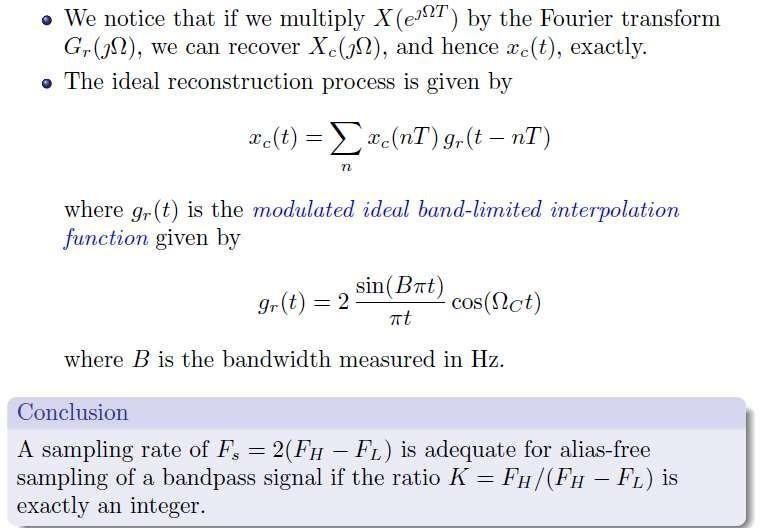 We notice that if we multiply X(e^{ȷΩT}) by the Fourier transform
G_r(ȷΩ), we can recover X_c(ȷΩ), and hence x_c(t), exactly.
The ideal reconstruction process is given by
x_c(t) = ∑_n x_c(nT) g_r(t − nT)
where g_r(t) is the modulated ideal band-limited interpolation
function given by
g_r(t) = 2 sin(Bπt)/πt cos(Ω_C t)
where B is the bandwidth measured in Hz.
Conclusion
A sampling rate of F_s = 2(F_H − F_L) is adequate for alias-free
sampling of a bandpass signal if the ratio K = F_H/(F_H − F_L) is
exactly an integer.